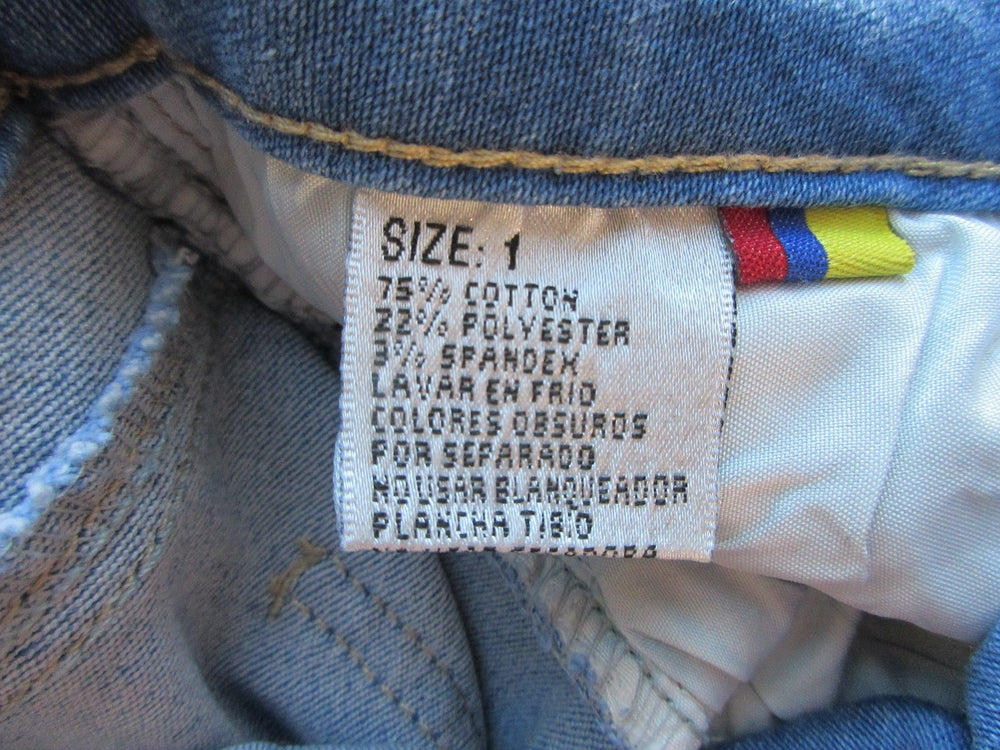 SIZE: 1
75% COTTON
22% POLYESTER
3% SPANDEX
LAVAR EN FRIO
COLORES OBSUROS
POR SEPARADO
NO USAR BLANQUEADOR
PLANCHA TIBIO